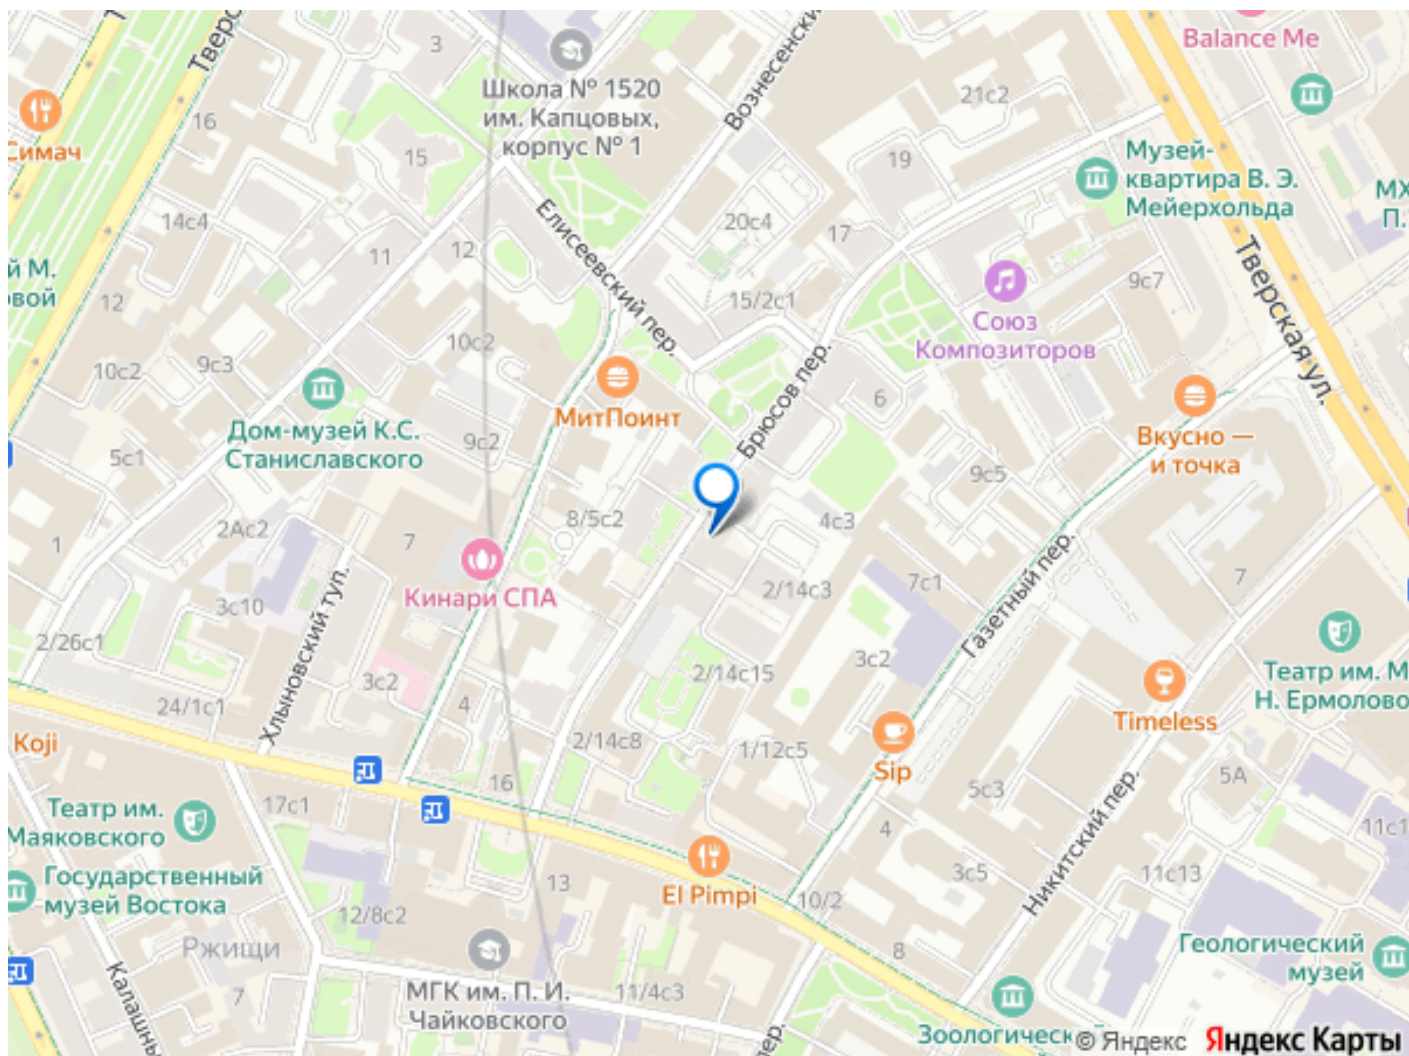 Balance Me
Тверс
3
Школа № 1520
им. Капцовых,
корпус № 1
Вознесенски
21с2
Симач
16
15
19
Музей-
квартира В. Э.
Мейерхольда
МХ
П.
14с4
11
12
Елисеевский пер.
20с4
17
Тверская ул.
й М.
овой
12
15/2с1
9с7
Союз
Композиторов
10с2
9с3
10с2
МитПоинт
Брюсов пер.
6
Вкусно —
и точка
Дом-музей К.С.
Станиславского
5с1
9с2
9с5
2Ас2
1
7
8/5с2
4с3
Кинари СПА
3с10
2/14с3
7с1
7
Хлыновский туп.
Газетный пер.
2/26с1
3с2
2/14с15
3с2
Театр им. М
Н. Ермолово
24/1с1
4
Timeless
Koji
2/14с8
1/12с5
Sip
16
5с3
5А
Театр им.
Маяковского
17с1
4
11с1
Никитский пер.
Государственный
музей Востока
13
El Pimpi
10/2
3с5
11с13
12/8с2
Ржищи
8
Геологический
музей
Калашны
7
МГК им. П. И.
Чайковского
11/4с3
пер.
Зоологическ
© Яндекс Яндекс Карты